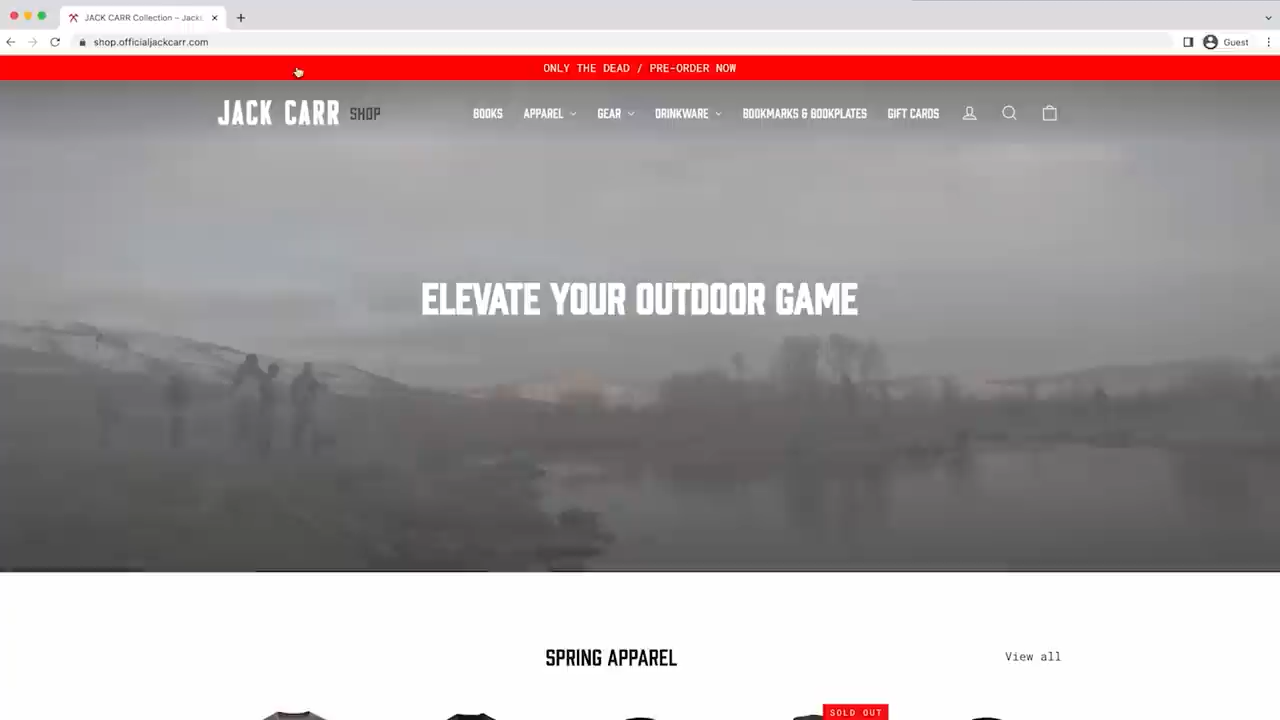 JACK CARR Collection – Jack
shop.officialjackcarr.com
Guest
ONLY THE DEAD / PRE-ORDER NOW
JACK CARR SHOP
BOOKS APPAREL GEAR DRINKWARE BOOKMARKS & BOOKPLATES GIFT CARDS
ELEVATE YOUR OUTDOOR GAME
SPRING APPAREL
View all
SOLD OUT